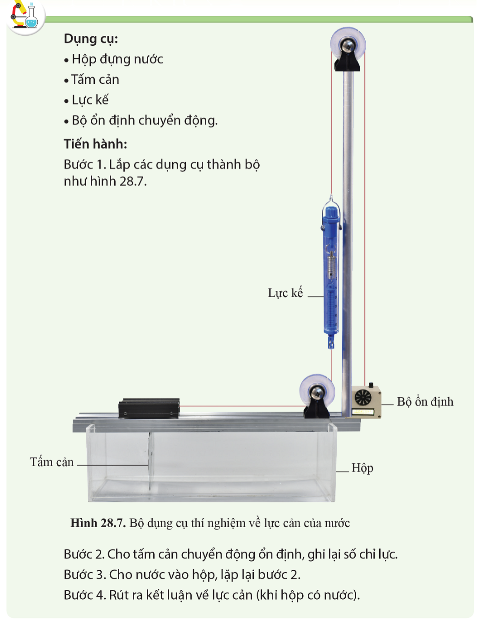 Dụng cụ:
• Hộp đựng nước
• Tấm cản
• Lực kế
• Bộ ổn định chuyển động.
Tiến hành:
Bước 1. Lắp các dụng cụ thành bộ
như hình 28.7.
Lực kế
Bộ ổn định
Tấm cản
Hộp
Hình 28.7. Bộ dụng cụ thí nghiệm về lực cản của nước
Bước 2. Cho tấm cản chuyển động ổn định, ghi lại số chỉ lực.
Bước 3. Cho nước vào hộp, lặp lại bước 2.
Bước 4. Rút ra kết luận về lực cản (khi hộp có nước).